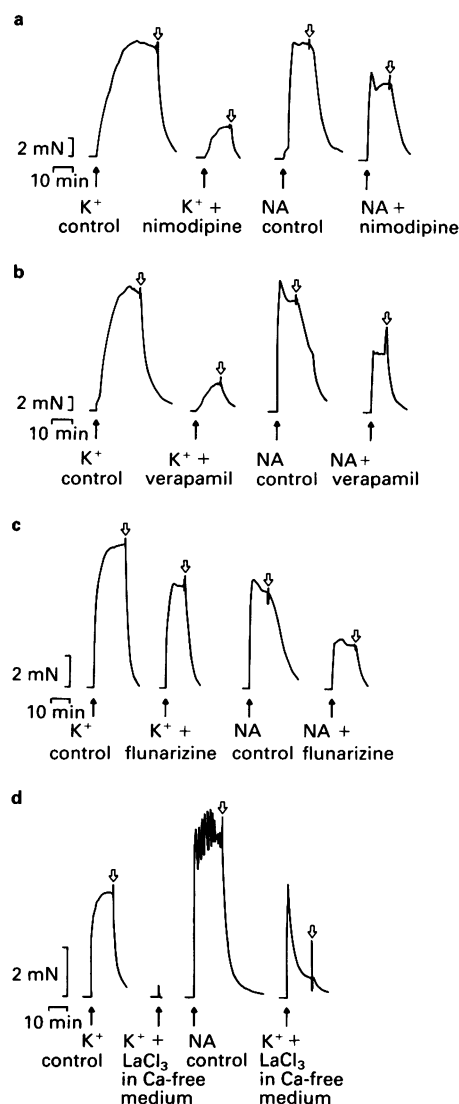 a
2 mN
10 min
K⁺ control
K⁺ + nimodipine
NA control
NA + nimodipine
b
2 mN
10 min
K⁺ control
K⁺ + verapamil
NA control
NA + verapamil
c
2 mN
10 min
K⁺ control
K⁺ + flunarizine
NA control
NA + flunarizine
d
2 mN
10 min
K⁺ control
K⁺ + LaCl₃ in Ca-free medium
NA control
K⁺ + LaCl₃ in Ca-free medium